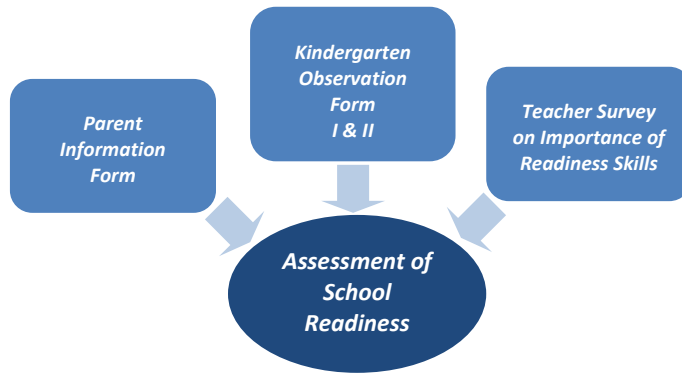 Parent
Information
Form
Kindergarten
Observation
Form
I & II
Teacher Survey
on Importance of
Readiness Skills
Assessment of
School
Readiness